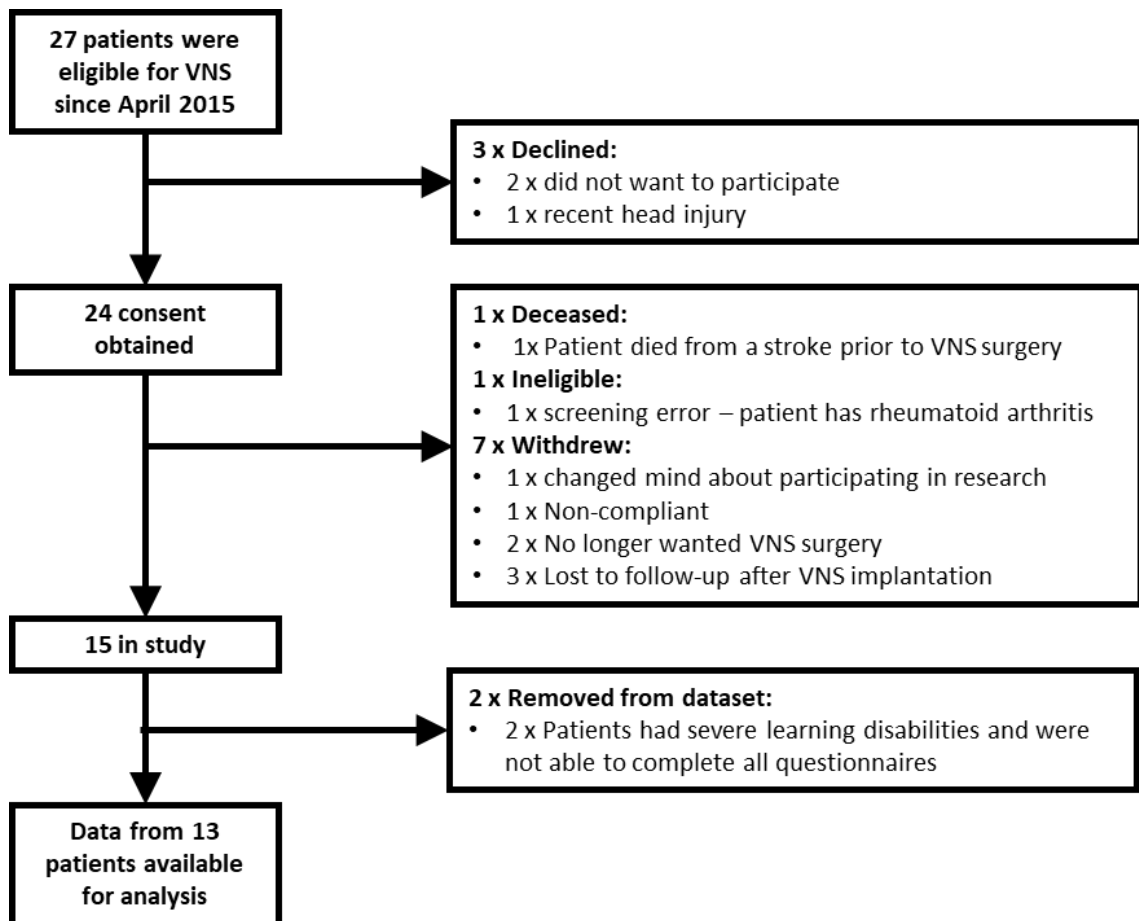 27 patients were
eligible for VNS
since April 2015
3 x Declined:
• 2 x did not want to participate
• 1 x recent head injury
24 consent
obtained
1 x Deceased:
• 1x Patient died from a stroke prior to VNS surgery
1 x Ineligible:
• 1 x screening error – patient has rheumatoid arthritis
7 x Withdrew:
• 1 x changed mind about participating in research
• 1 x Non-compliant
• 2 x No longer wanted VNS surgery
• 3 x Lost to follow-up after VNS implantation
15 in study
2 x Removed from dataset:
• 2 x Patients had severe learning disabilities and were
not able to complete all questionnaires
Data from 13
patients available
for analysis